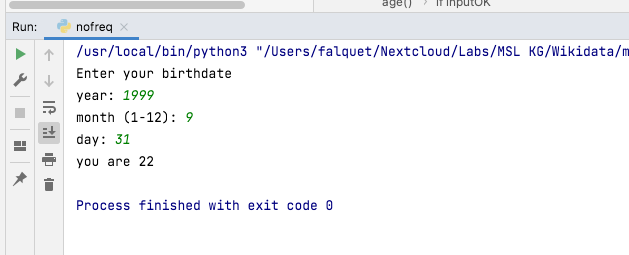 age() › if inputOK
Run: nofreq ×
/usr/local/bin/python3 "/Users/falquet/Nextcloud/Labs/MSL KG/Wikidata/m
Enter your birthdate
year: 1999
month (1-12): 9
day: 31
you are 22
Process finished with exit code 0